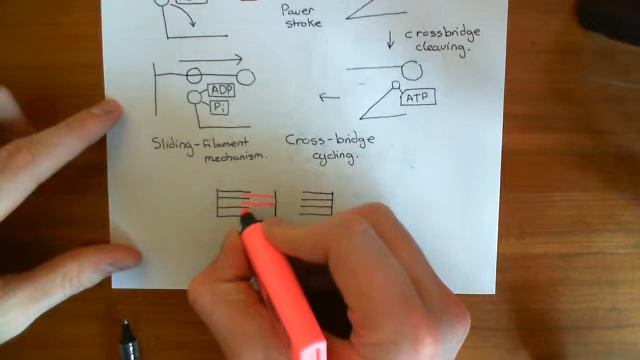 Power
stroke
crossbridge
cleaving.
ADP
Pi
ATP
Sliding-filament
mechanism.
Cross-bridge
cycling.